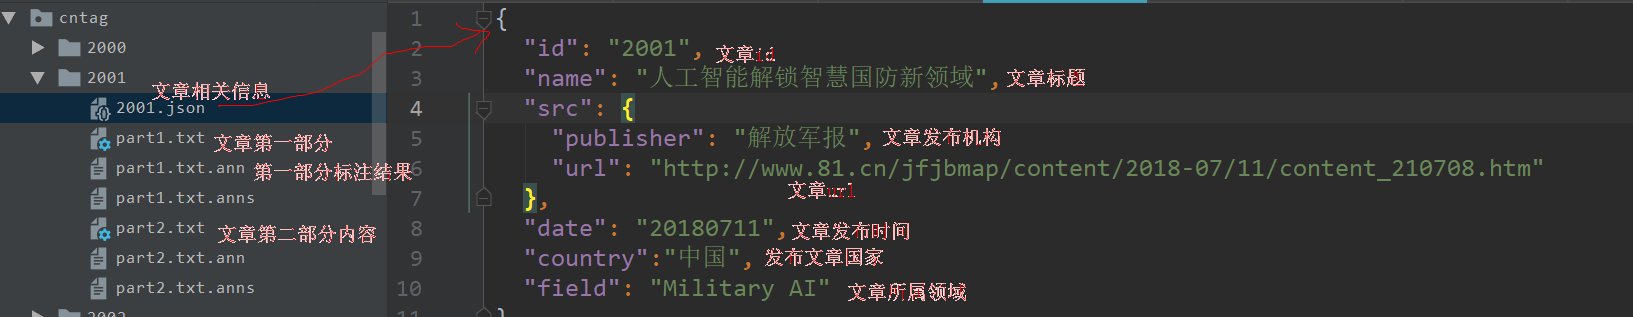 cntag
2000
2001
文章相关信息
2001.json
part1.txt 文章第一部分
part1.txt.ann 第一部分标注结果
part1.txt.anns
part2.txt 文章第二部分内容
part2.txt.ann
part2.txt.anns
2002
1 {
2 "id": "2001", 文章id
3 "name": "人工智能解锁智慧国防新领域", 文章标题
4 "src": {
5 "publisher": "解放军报", 文章发布机构
6 "url": "http://www.81.cn/jfjbmap/content/2018-07/11/content_210708.htm"
文章url
7 },
8 "date": "20180711", 文章发布时间
9 "country":"中国", 发布文章国家
10 "field": "Military AI" 文章所属领域
11 }